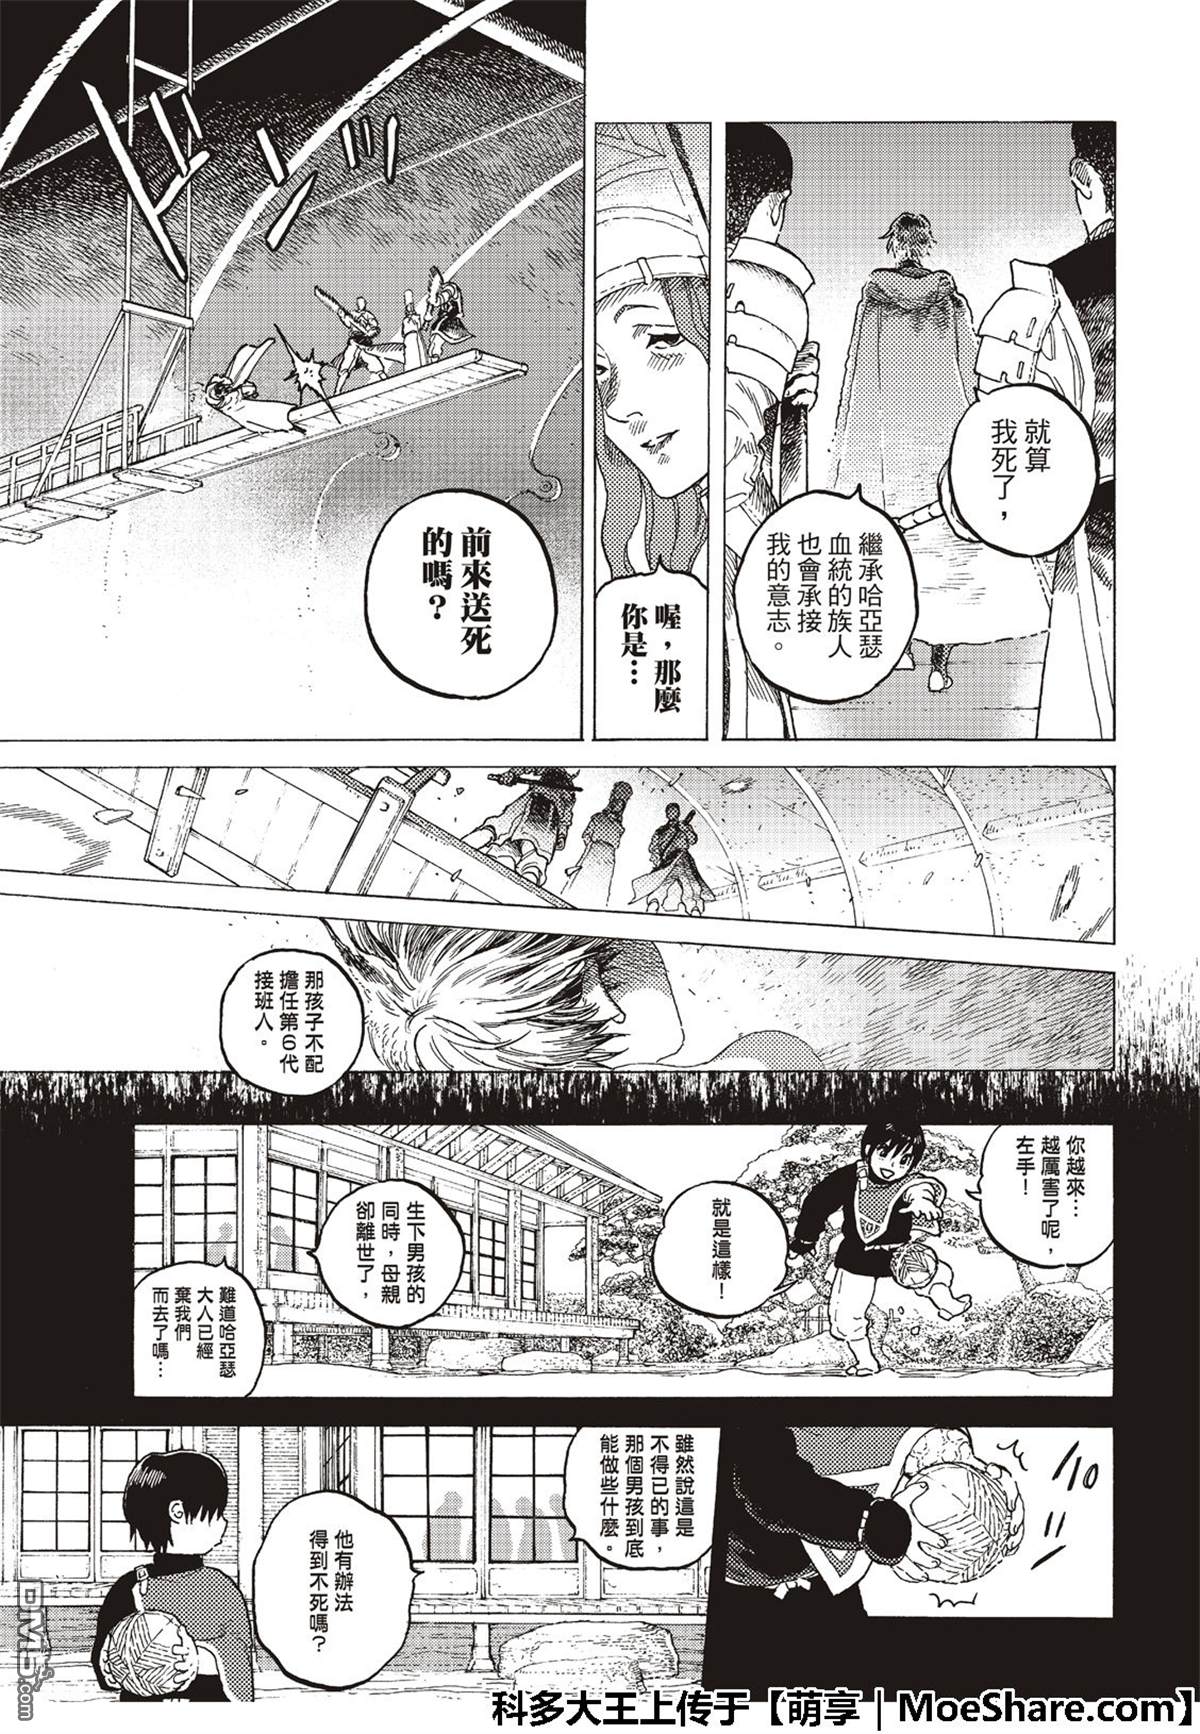 就算
我死了，
繼承哈亞瑟
血統的族人
也會承接
我的意志。
喔，那麼
你是…
前來送死
的嗎？
ドドン
那孩子不配
擔任第6代
接班人。
你越來…
越厲害了呢，
左手！
就是這樣！
生下男孩的
同時，母親
卻離世了，
難道哈亞瑟
大人已經
棄我們
而去了嗎…
雖然說這是
不得已的事，
那個男孩到底
能做些什麼。
他有辦法
得到不死嗎？
DM5.COM
科多大王上传于【萌享｜MoeShare.com】